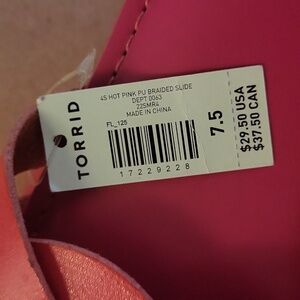 TORRID
4S HOT PINK PU BRAIDED SLIDE
DEPT 0063
22SMR4
MADE IN CHINA
FL_125
17229228
7.5
$29.50 USA
$37.50 CAN